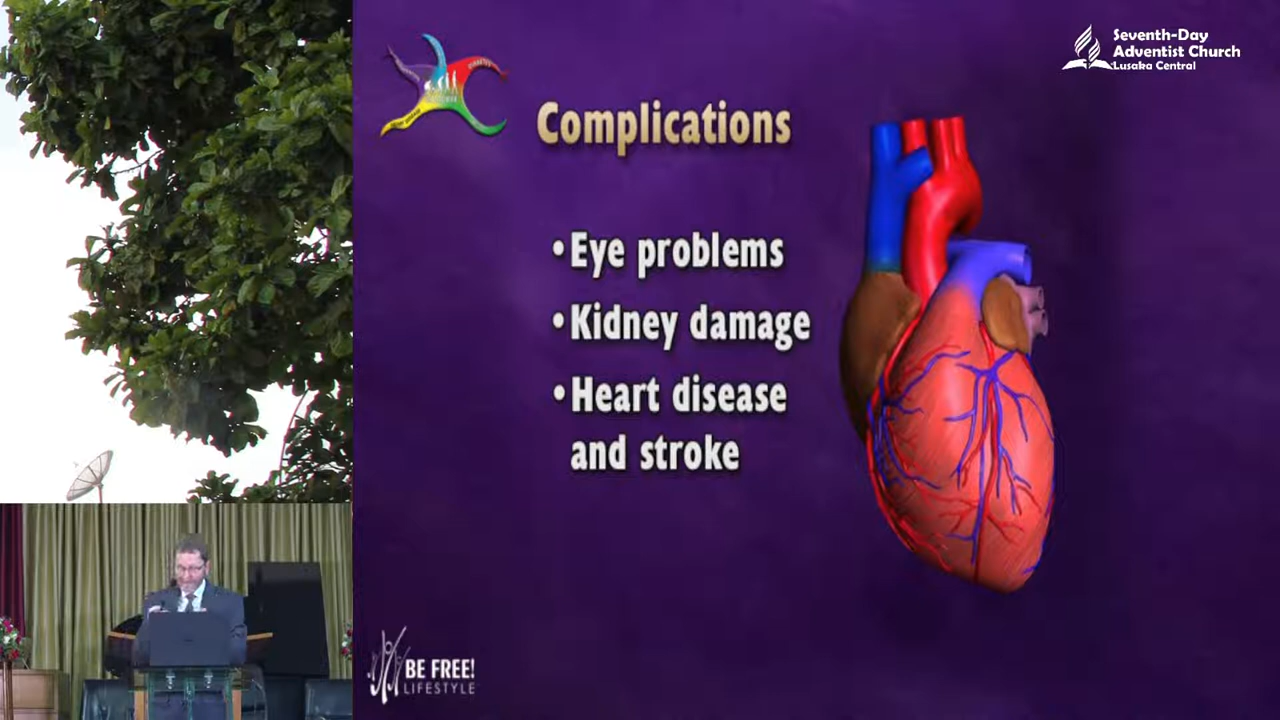 Seventh-Day
Adventist Church
Lusaka Central
Complications
•Eye problems
•Kidney damage
•Heart disease
and stroke
BE FREE!
LIFESTYLE